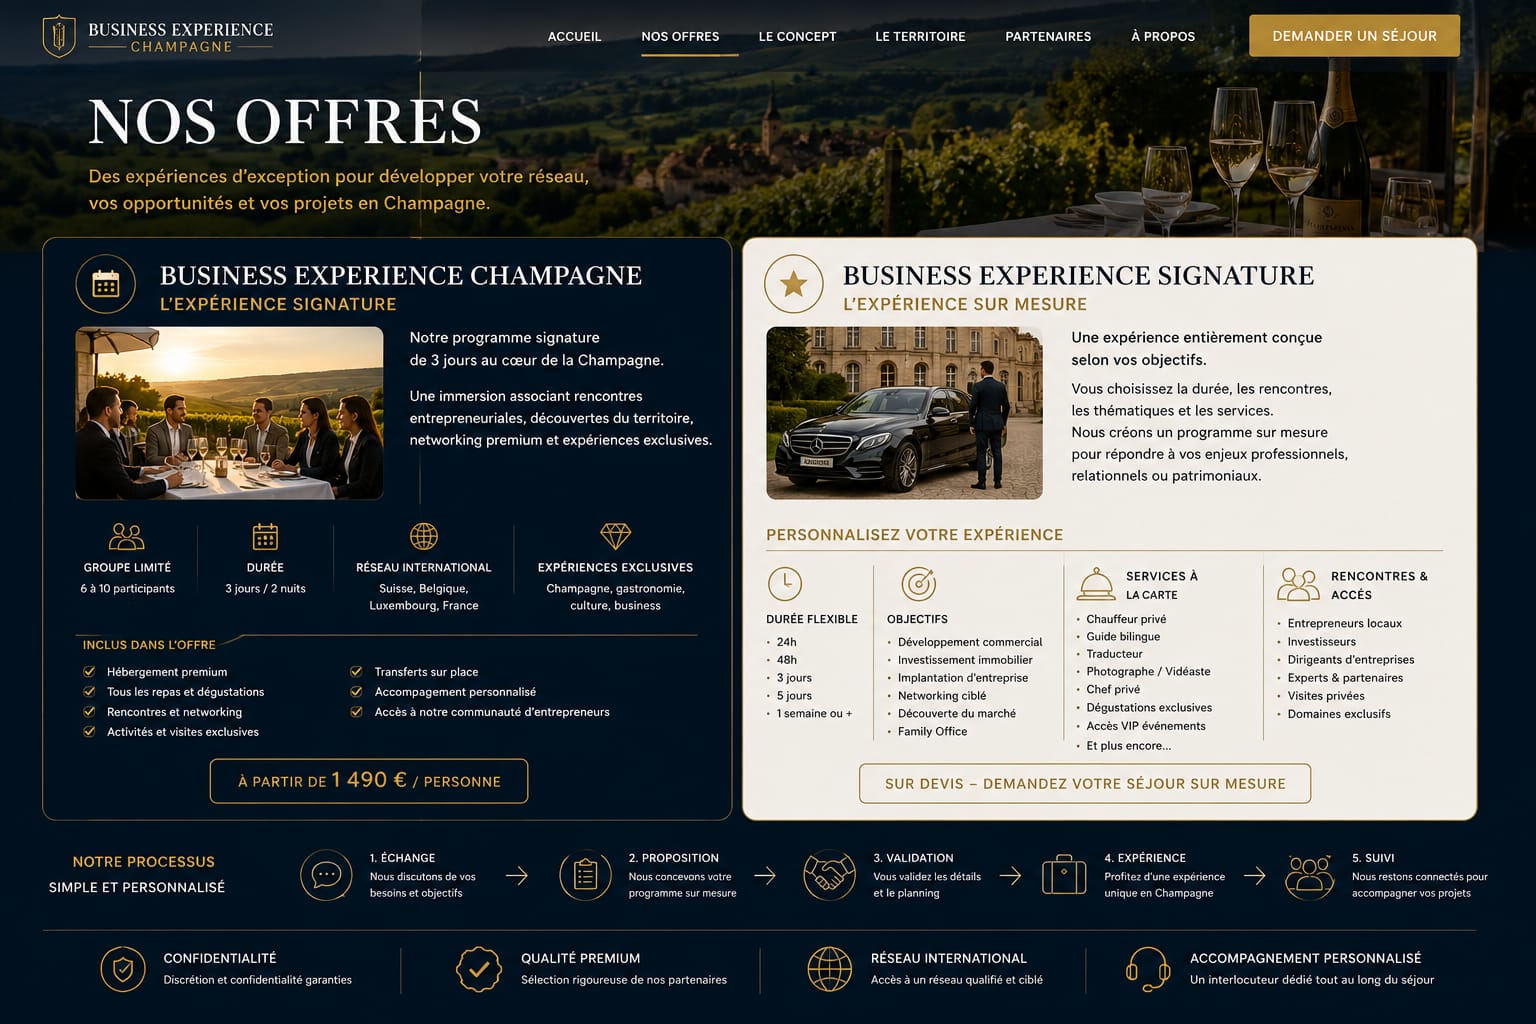 BUSINESS EXPERIENCE
CHAMPAGNE
ACCUEIL
NOS OFFRES
LE CONCEPT
LE TERRITOIRE
PARTENAIRES
À PROPOS
DEMANDER UN SÉJOUR
NOS OFFRES
Des expériences d'exception pour développer votre réseau,
vos opportunités et vos projets en Champagne.
BUSINESS EXPERIENCE CHAMPAGNE
L'EXPÉRIENCE SIGNATURE
Notre programme signature
de 3 jours au cœur de la Champagne.
Une immersion associant rencontres
entrepreneuriales, découvertes du territoire,
networking premium et expériences exclusives.
GROUPE LIMITÉ
6 à 10 participants
DURÉE
3 jours / 2 nuits
RÉSEAU INTERNATIONAL
Suisse, Belgique,
Luxembourg, France
EXPÉRIENCES EXCLUSIVES
Champagne, gastronomie,
culture, business
INCLUS DANS L'OFFRE
Hébergement premium
Tous les repas et dégustations
Rencontres et networking
Activités et visites exclusives
Transferts sur place
Accompagement personnalisé
Accès à notre communauté d'entrepreneurs
À PARTIR DE 1 490 € / PERSONNE
BUSINESS EXPERIENCE SIGNATURE
L'EXPÉRIENCE SUR MESURE
Une expérience entièrement conçue
selon vos objectifs.
Vous choisissez la durée, les rencontres,
les thématiques et les services.
Nous créons un programme sur mesure
pour répondre à vos enjeux professionnels,
relationnels ou patrimoniaux.
PERSONNALISEZ VOTRE EXPÉRIENCE
DURÉE FLEXIBLE
• 24h
• 48h
• 3 jours
• 5 jours
• 1 semaine ou +
OBJECTIFS
• Développement commercial
• Investissement immobilier
• Implantation d'entreprise
• Networking ciblé
• Découverte du marché
• Family Office
SERVICES À
LA CARTE
• Chauffeur privé
• Guide bilingue
• Traducteur
• Photographe / Vidéaste
• Chef privé
• Dégustations exclusives
• Accès VIP événements
• Et plus encore...
RENCONTRES &
ACCÉS
• Entrepreneurs locaux
• Investisseurs
• Dirigeants d'entreprises
• Experts & partenaires
• Visites privées
• Domaines exclusifs
SUR DEVIS – DEMANDEZ VOTRE SÉJOUR SUR MESURE
NOTRE PROCESSUS
SIMPLE ET PERSONNALISÉ
1. ÉCHANGE
Nous discutons de vos
besoins et objectifs
2. PROPOSITION
Nous concevons votre
programme sur mesure
3. VALIDATION
Vous validez les détails
et le planning
4. EXPÉRIENCE
Profitez d'une expérience
unique en Champagne
5. SUIVI
Nous restons connectés pour
accompagner vos projets
CONFIDENTIALITÉ
Discrétion et confidentialité garanties
QUALITÉ PREMIUM
Sélection rigoureuse de nos partenaires
RÉSEAU INTERNATIONAL
Accès à un réseau qualifié et ciblé
ACCOMPAGNEMENT PERSONNALISÉ
Un interlocuteur dédié tout au long du séjour